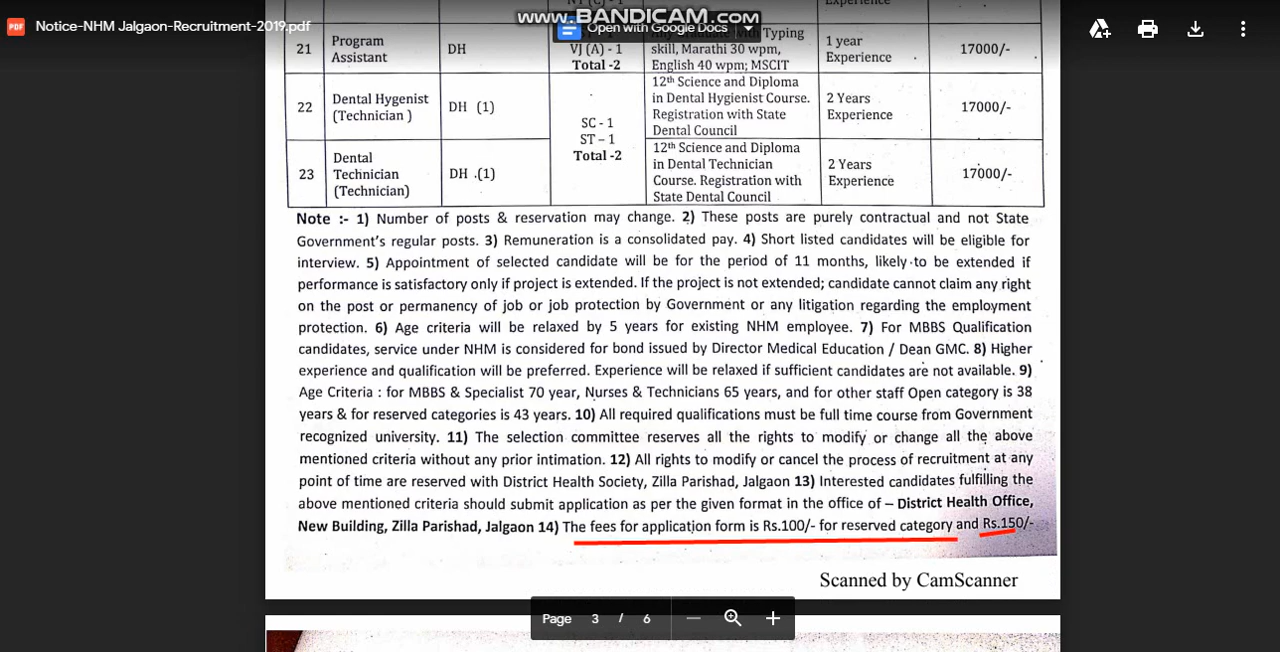 Notice-NHM Jalgaon-Recruitment-2019.pdf
www.BANDICAM.com
Open with Google Docs
Experience
21
Program
Assistant
DH
VJ (A) - 1
Total -2
Typing
skill, Marathi 30 wpm,
English 40 wpm; MSCIT
1 year
Experience
17000/-
22
Dental Hygenist
(Technician )
DH (1)
SC - 1
ST – 1
Total -2
12th Science and Diploma
in Dental Hygienist Course.
Registration with State
Dental Council
2 Years
Experience
17000/-
23
Dental
Technician
(Technician)
DH .(1)
12th Science and Diploma
in Dental Technician
Course. Registration with
State Dental Council
2 Years
Experience
17000/-
Note :- 1) Number of posts & reservation may change. 2) These posts are purely contractual and not State
Government's regular posts. 3) Remuneration is a consolidated pay. 4) Short listed candidates will be eligible for
interview. 5) Appointment of selected candidate will be for the period of 11 months, likely to be extended if
performance is satisfactory only if project is extended. If the project is not extended; candidate cannot claim any right
on the post or permanency of job or job protection by Government or any litigation regarding the employment
protection. 6) Age criteria will be relaxed by 5 years for existing NHM employee. 7) For MBBS Qualification
candidates, service under NHM is considered for bond issued by Director Medical Education / Dean GMC. 8) Higher
experience and qualification will be preferred. Experience will be relaxed if sufficient candidates are not available. 9)
Age Criteria : for MBBS & Specialist 70 year, Nurses & Technicians 65 years, and for other staff Open category is 38
years & for reserved categories is 43 years. 10) All required qualifications must be full time course from Government
recognized university. 11) The selection committee reserves all the rights to modify or change all the above
mentioned criteria without any prior intimation. 12) All rights to modify or cancel the process of recruitment at any
point of time are reserved with District Health Society, Zilla Parishad, Jalgaon 13) Interested candidates fulfilling the
above mentioned criteria should submit application as per the given format in the office of – District Health Office,
New Building, Zilla Parishad, Jalgaon 14) The fees for application form is Rs.100/- for reserved category and Rs.150/-
Scanned by CamScanner
Page 3 / 6